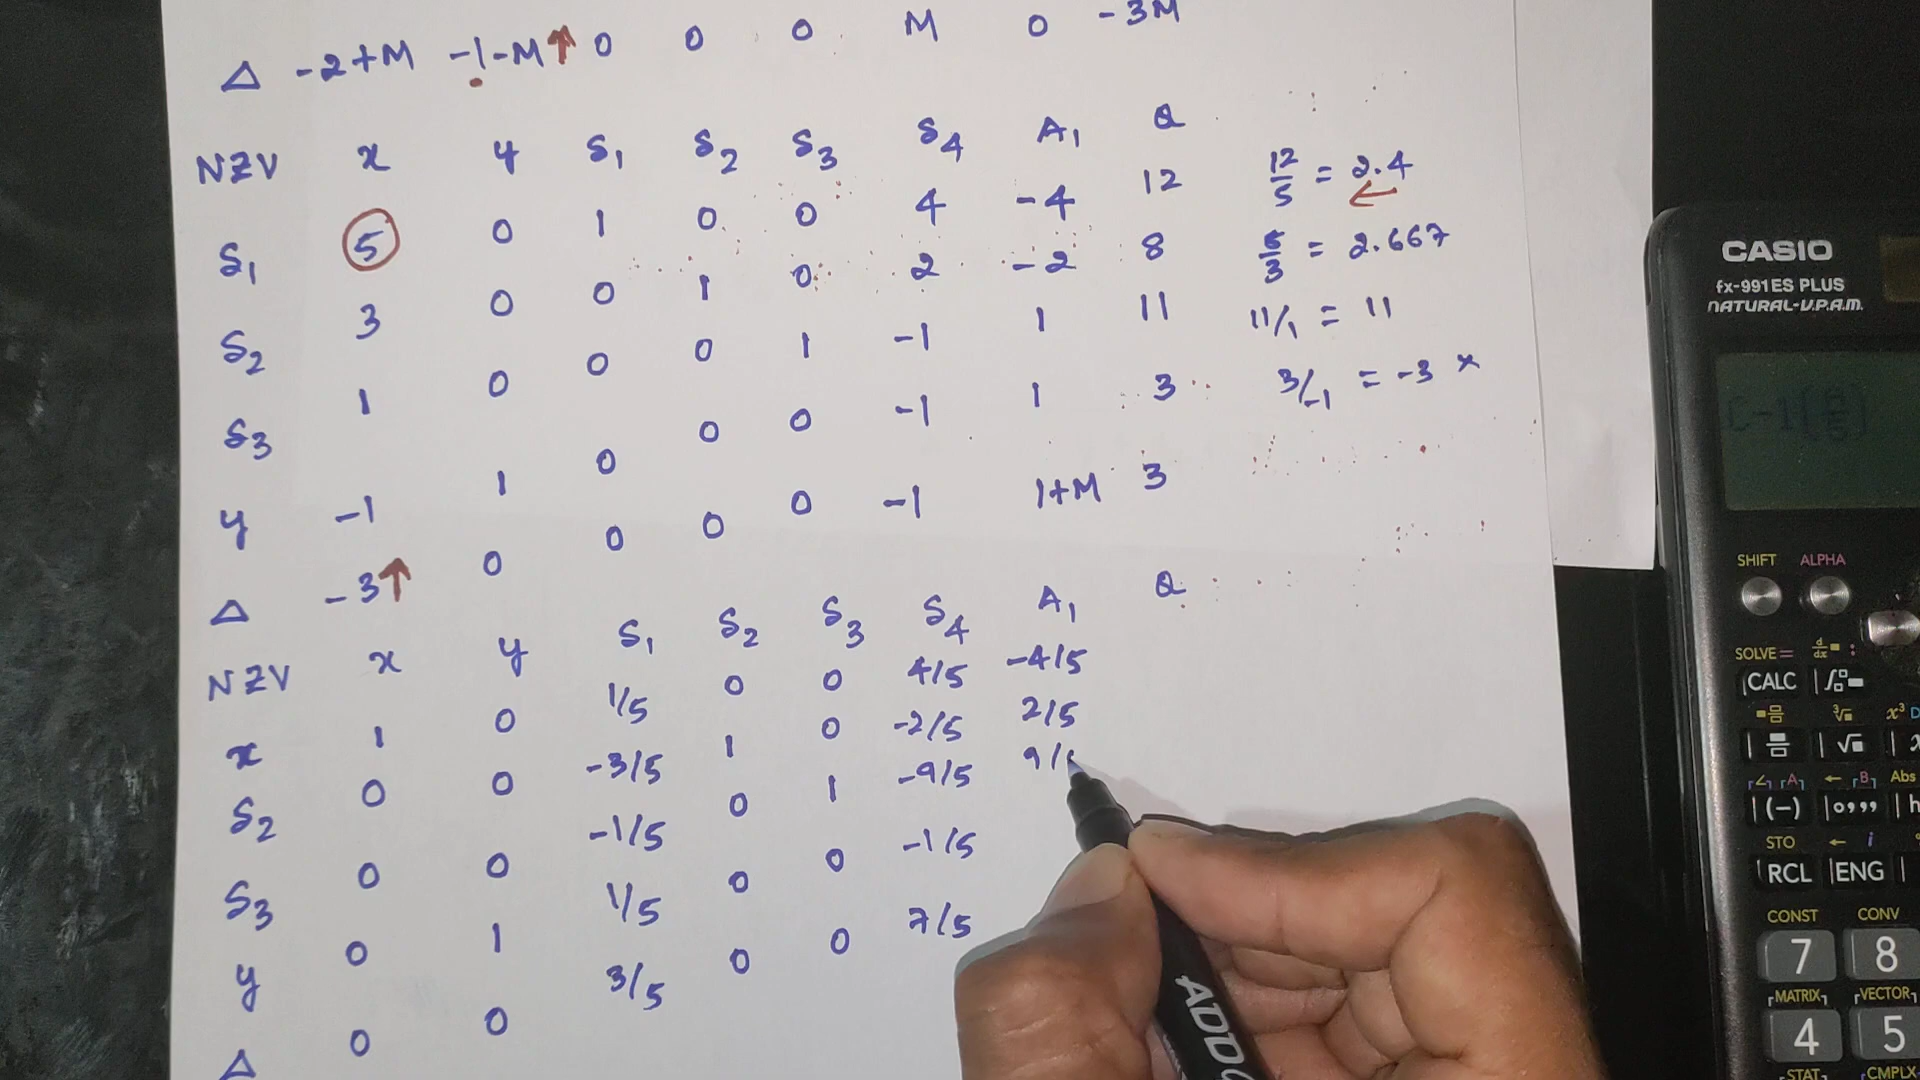 Δ -2+M -1-M↑ 0 0 0 M 0 -3M
NZV x y S1 S2 S3 S4 A1 Q
S1 5 0 1 0 0 4 -4 12 12/5 = 2.4 ←
S2 3 0 0 1 0 2 -2 8 8/3 = 2.667
S3 1 0 0 0 1 -1 1 11 11/1 = 11
y -1 1 0 0 0 -1 1 3 3/-1 = -3 x
Δ -3↑ 0 0 0 0 -1 1+M 3
NZV x y S1 S2 S3 S4 A1 Q
x 1 0 1/5 0 0 4/5 -4/5
S2 0 0 -3/5 1 0 -2/5 2/5
S3 0 0 -1/5 0 1 -9/5 9/
y 0 1 1/5 0 0 -1/5
Δ 0 0 3/5 0 0 7/5
CASIO
fx-991ES PLUS
NATURAL-V.P.A.M.
SHIFT ALPHA
SOLVE = d/dx :
CALC
x³
√
A B Abs
(-) °,,,
STO ← i
RCL ENG
CONST CONV
7 8
MATRIX VECTOR
4 5
STAT CMPLX
ADD